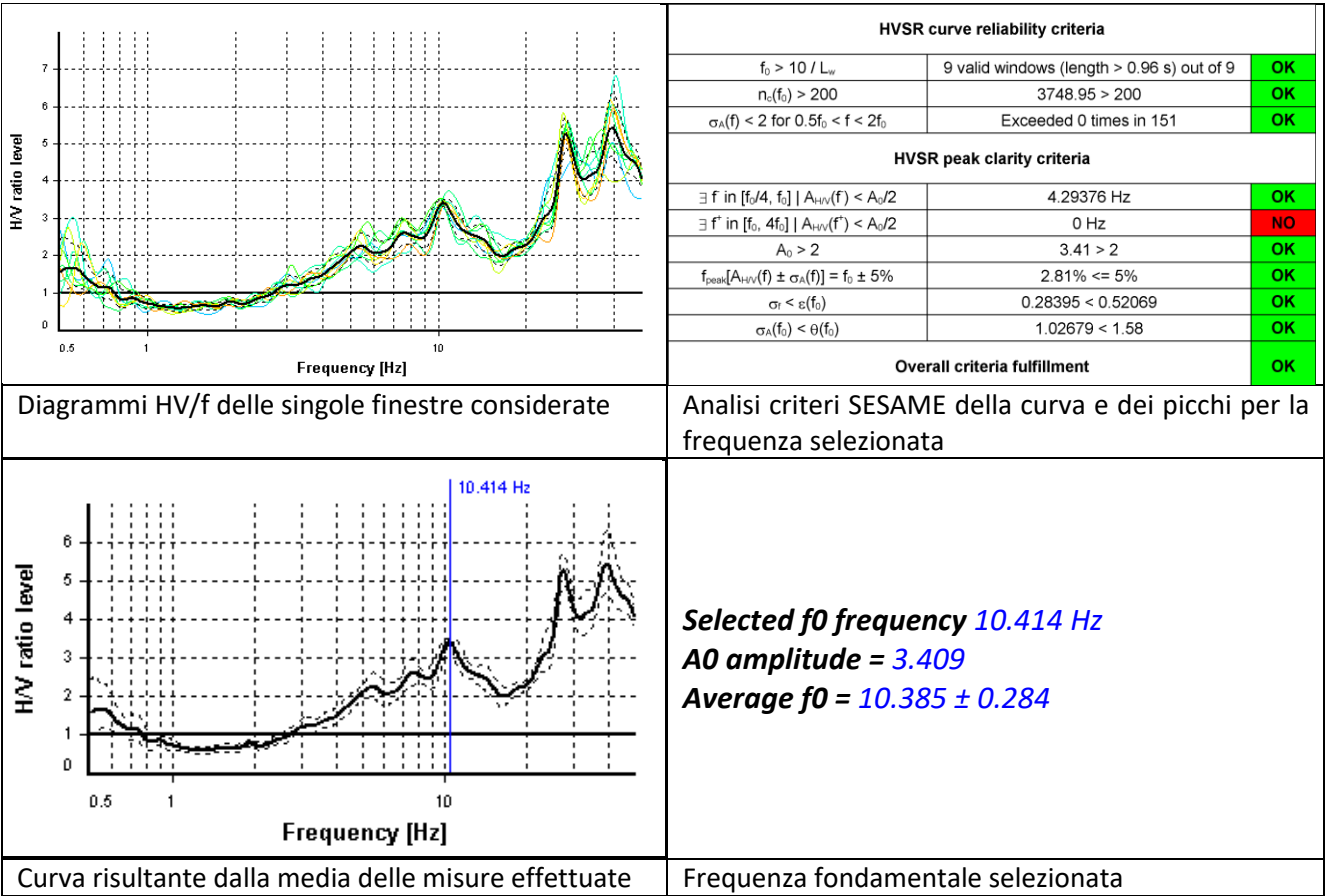 H/V ratio level
7
6
5
4
3
2
1
0
0.5 1 10
Frequency [Hz]
HVSR curve reliability criteria
f₀ > 10 / Lw 9 valid windows (length > 0.96 s) out of 9 OK
nc(f₀) > 200 3748.95 > 200 OK
σA(f) < 2 for 0.5f₀ < f < 2f₀ Exceeded 0 times in 151 OK
HVSR peak clarity criteria
∃ f⁻ in [f₀/4, f₀] | AH/V(f⁻) < A₀/2 4.29376 Hz OK
∃ f⁺ in [f₀, 4f₀] | AH/V(f⁺) < A₀/2 0 Hz NO
A₀ > 2 3.41 > 2 OK
fpeak[AH/V(f) ± σA(f)] = f₀ ± 5% 2.81% <= 5% OK
σf < ε(f₀) 0.28395 < 0.52069 OK
σA(f₀) < θ(f₀) 1.02679 < 1.58 OK
Overall criteria fulfillment OK
Diagrammi HV/f delle singole finestre considerate
Analisi criteri SESAME della curva e dei picchi per la
frequenza selezionata
10.414 Hz
H/V ratio level
6
5
4
3
2
1
0
0.5 1 10
Frequency [Hz]
Selected f0 frequency 10.414 Hz
A0 amplitude = 3.409
Average f0 = 10.385 ± 0.284
Curva risultante dalla media delle misure effettuate
Frequenza fondamentale selezionata